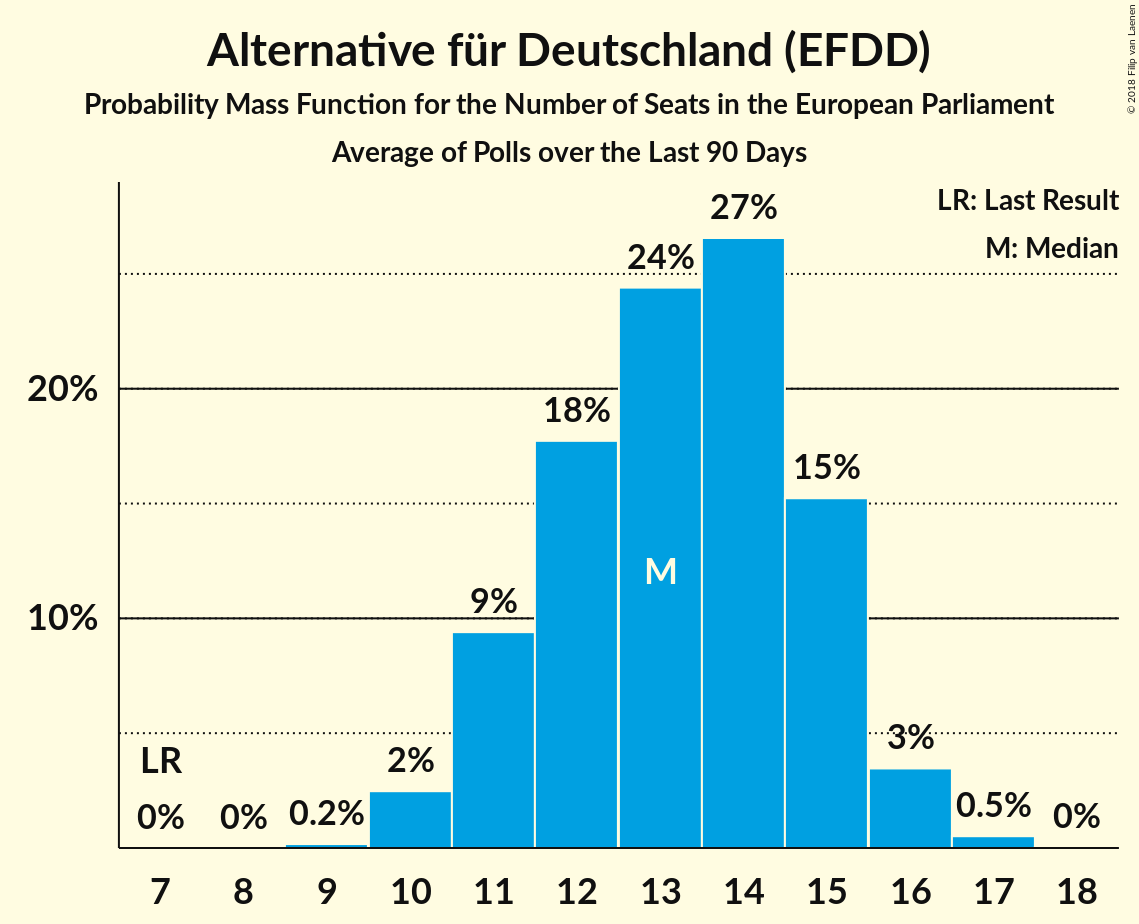 Alternative für Deutschland (EFDD)
Probability Mass Function for the Number of Seats in the European Parliament
Average of Polls over the Last 90 Days
© 2018 Filip van Laenen
LR: Last Result
M: Median
27%
24%
20%
18%
15%
M
9%
10%
3%
LR
2%
0%
0%
0.2%
0.5%
0%
7 8 9 10 11 12 13 14 15 16 17 18